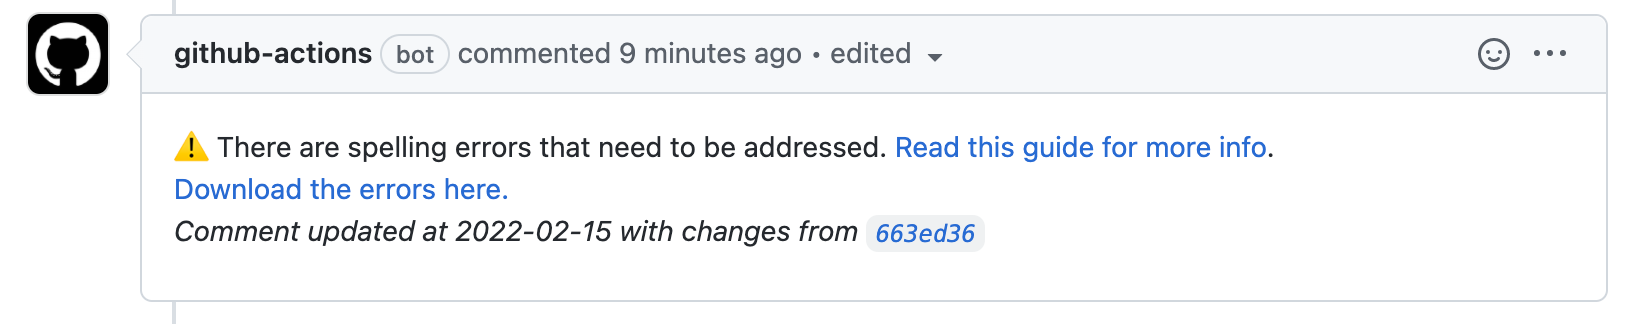 github-actions bot commented 9 minutes ago • edited
⚠️ There are spelling errors that need to be addressed. Read this guide for more info.
Download the errors here.
Comment updated at 2022-02-15 with changes from 663ed36